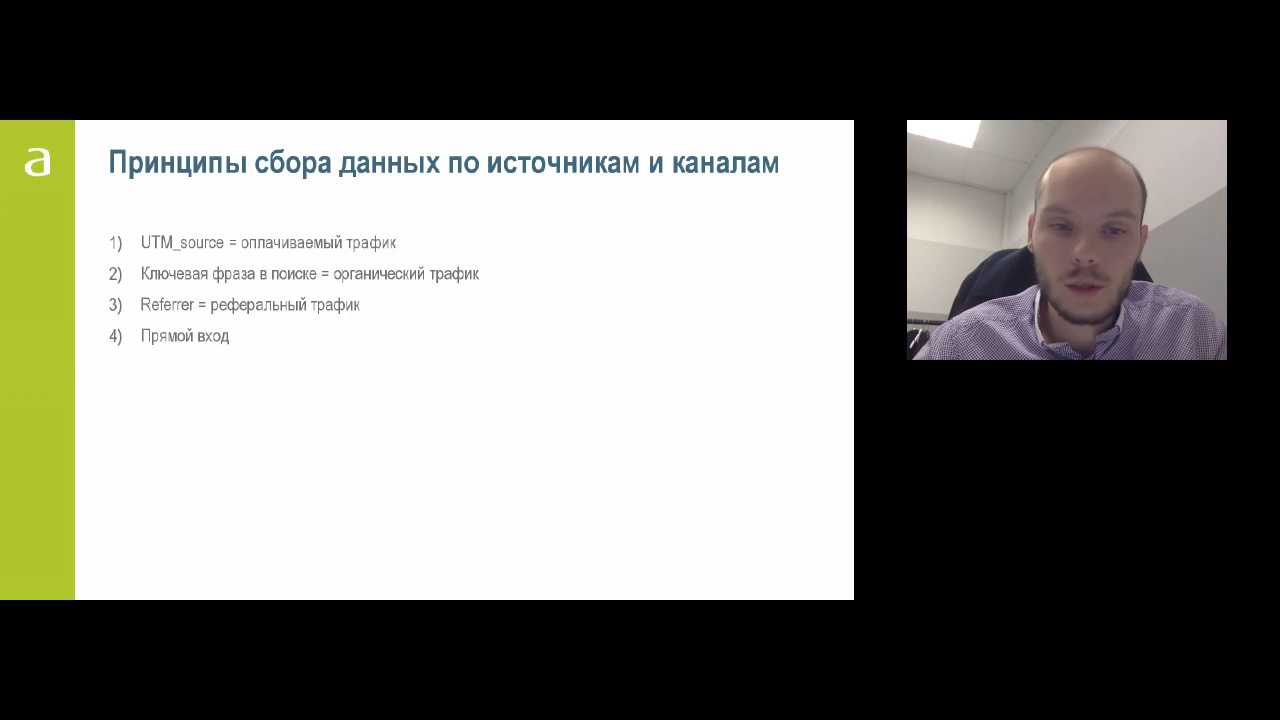 a
Принципы сбора данных по источникам и каналам
1) UTM_source = оплачиваемый трафик
2) Ключевая фраза в поиске = органический трафик
3) Referrer = реферальный трафик
4) Прямой вход